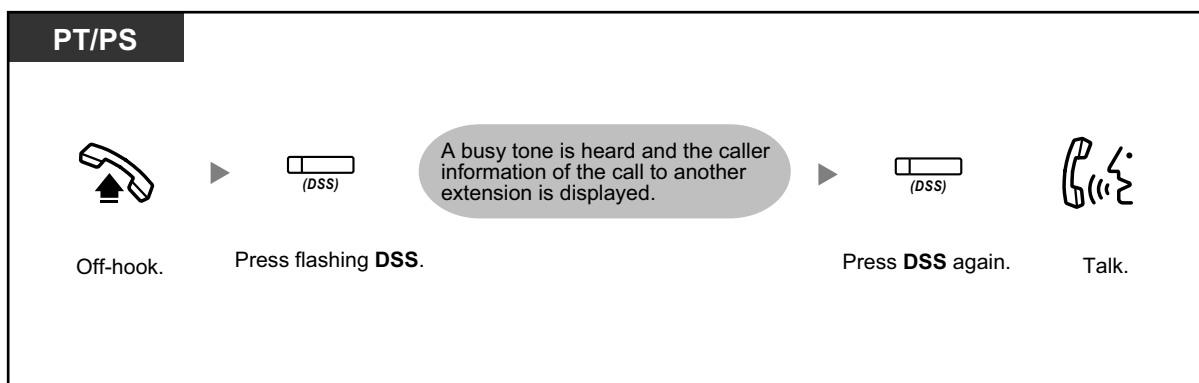 PT/PS
(DSS)
A busy tone is heard and the caller
information of the call to another
extension is displayed.
(DSS)
Off-hook.
Press flashing DSS.
Press DSS again.
Talk.